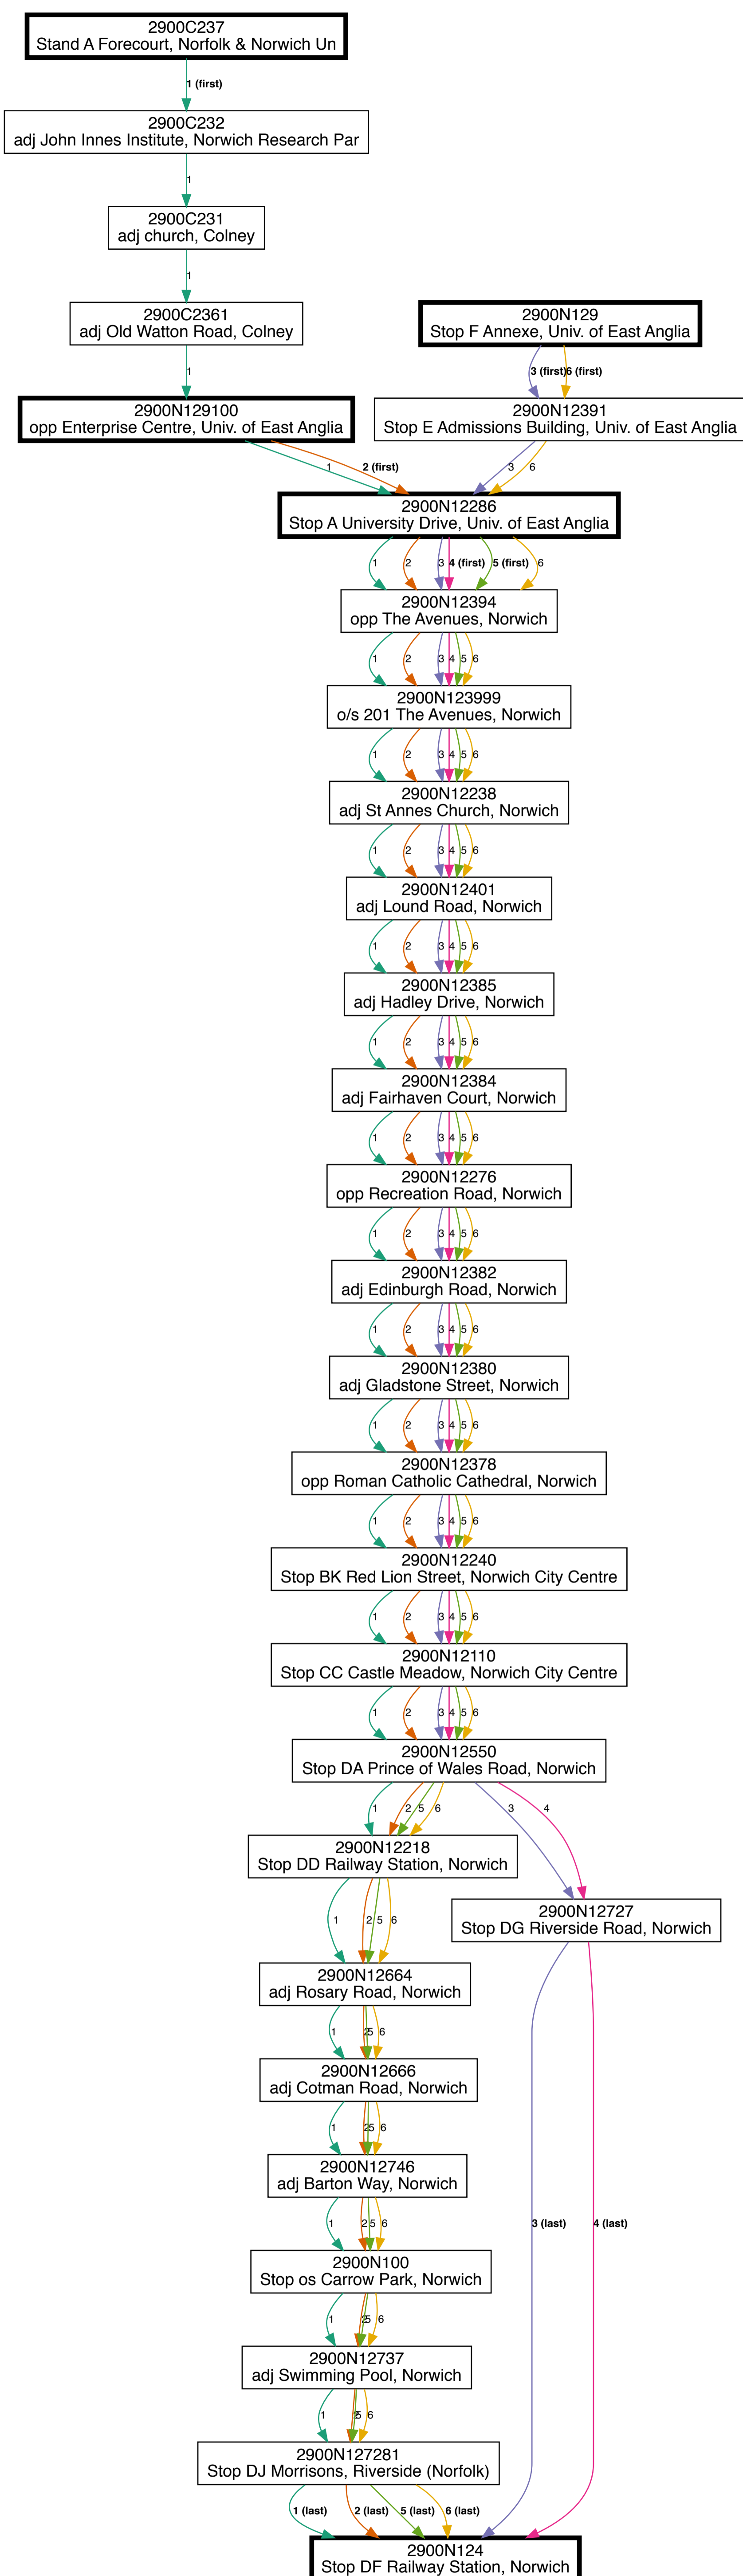 2900C237
Stand A Forecourt, Norfolk & Norwich Un
1 (first)
2900C232
adj John Innes Institute, Norwich Research Par
1
2900C231
adj church, Colney
1
2900C2361
adj Old Watton Road, Colney
2900N129
Stop F Annexe, Univ. of East Anglia
1
3 (first)
6 (first)
2900N129100
opp Enterprise Centre, Univ. of East Anglia
2900N12391
Stop E Admissions Building, Univ. of East Anglia
1
2 (first)
3
6
2900N12286
Stop A University Drive, Univ. of East Anglia
1 2 3 4 (first) 5 (first) 6
2900N12394
opp The Avenues, Norwich
1 2 3 4 5 6
2900N123999
o/s 201 The Avenues, Norwich
1 2 3 4 5 6
2900N12238
adj St Annes Church, Norwich
1 2 3 4 5 6
2900N12401
adj Lound Road, Norwich
1 2 3 4 5 6
2900N12385
adj Hadley Drive, Norwich
1 2 3 4 5 6
2900N12384
adj Fairhaven Court, Norwich
1 2 3 4 5 6
2900N12276
opp Recreation Road, Norwich
1 2 3 4 5 6
2900N12382
adj Edinburgh Road, Norwich
1 2 3 4 5 6
2900N12380
adj Gladstone Street, Norwich
1 2 3 4 5 6
2900N12378
opp Roman Catholic Cathedral, Norwich
1 2 3 4 5 6
2900N12240
Stop BK Red Lion Street, Norwich City Centre
1 2 3 4 5 6
2900N12110
Stop CC Castle Meadow, Norwich City Centre
1 2 3 4 5 6
2900N12550
Stop DA Prince of Wales Road, Norwich
1 2 5 6 3 4
2900N12218
Stop DD Railway Station, Norwich
2900N12727
Stop DG Riverside Road, Norwich
1 2 5 6
2900N12664
adj Rosary Road, Norwich
1 2 5 6
2900N12666
adj Cotman Road, Norwich
1 2 5 6
2900N12746
adj Barton Way, Norwich
1 2 5 6
3 (last)
4 (last)
2900N100
Stop os Carrow Park, Norwich
1 2 5 6
2900N12737
adj Swimming Pool, Norwich
1 2 5 6
2900N127281
Stop DJ Morrisons, Riverside (Norfolk)
1 (last)
2 (last)
5 (last)
6 (last)
2900N124
Stop DF Railway Station, Norwich